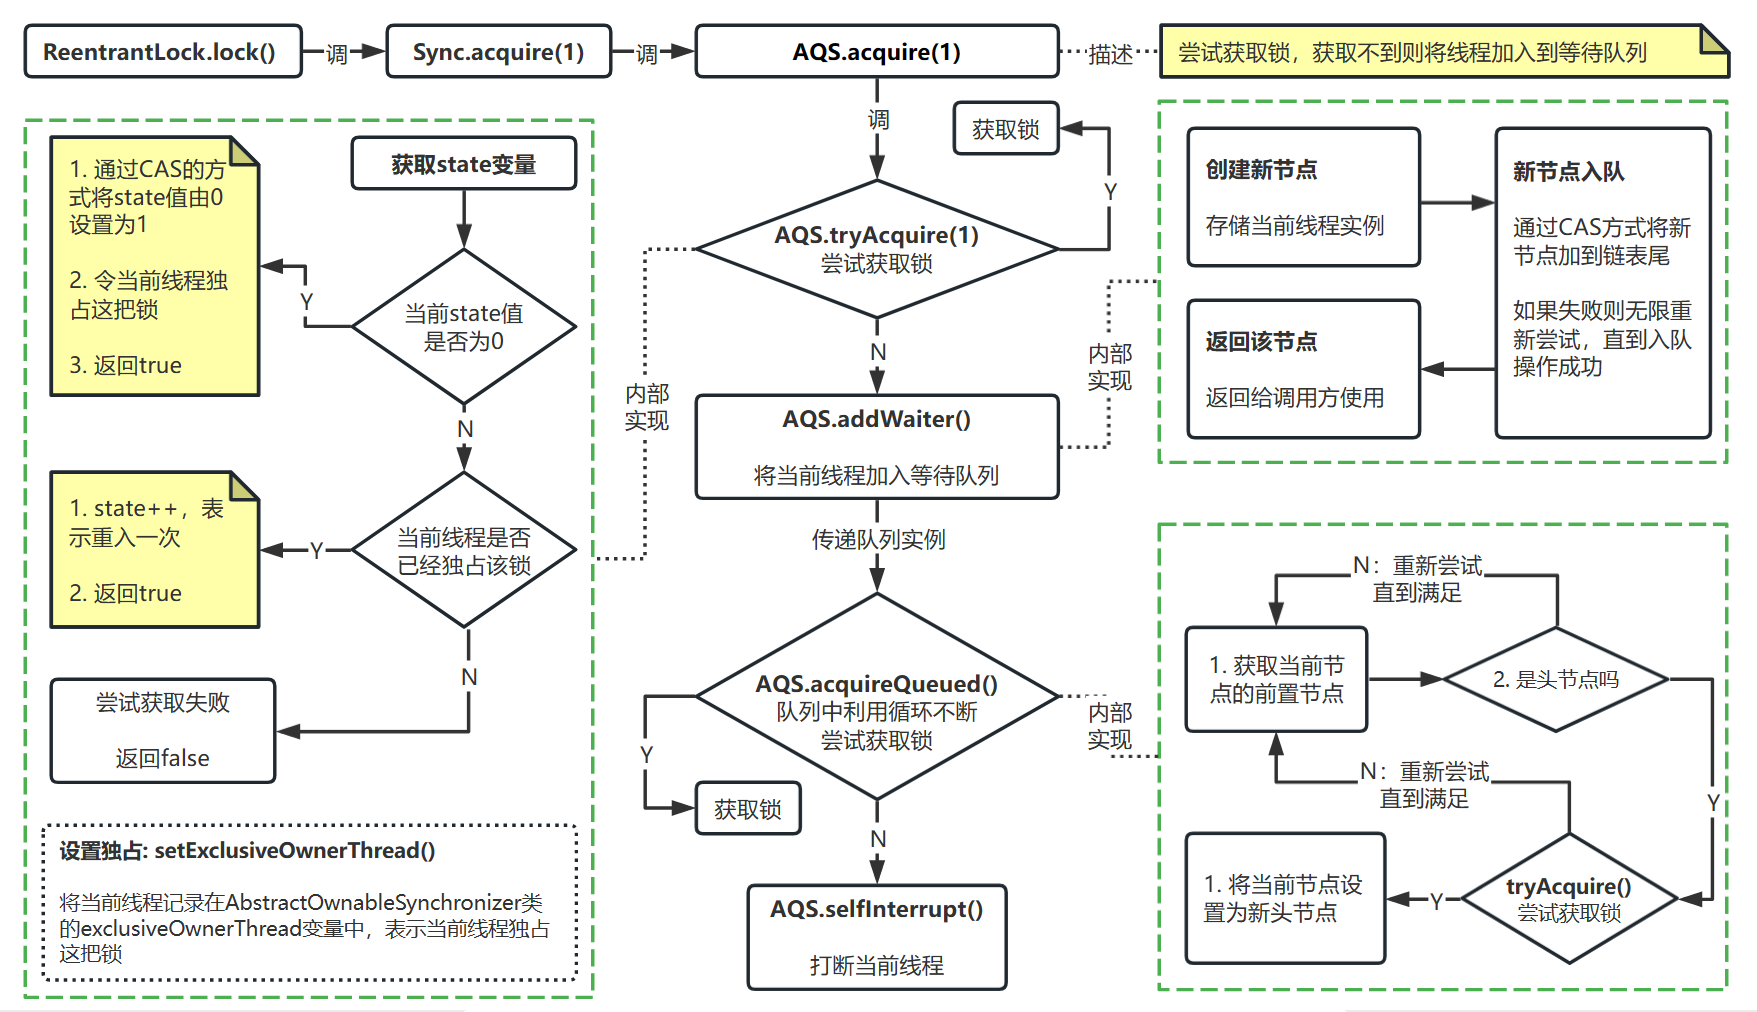 ReentrantLock.lock()
调
Sync.acquire(1)
调
AQS.acquire(1)
描述
尝试获取锁，获取不到则将线程加入到等待队列
1. 通过CAS的方
式将state值由0
设置为1
2. 令当前线程独
占这把锁
3. 返回true
获取state变量
Y
当前state值
是否为0
N
1. state++，表
示重入一次
2. 返回true
Y
当前线程是否
已经独占该锁
N
尝试获取失败
返回false
设置独占: setExclusiveOwnerThread()
将当前线程记录在AbstractOwnableSynchronizer类
的exclusiveOwnerThread变量中，表示当前线程独占
这把锁
内部
实现
调
获取锁
Y
AQS.tryAcquire(1)
尝试获取锁
N
AQS.addWaiter()
将当前线程加入等待队列
传递队列实例
AQS.acquireQueued()
队列中利用循环不断
尝试获取锁
Y
获取锁
N
AQS.selfInterrupt()
打断当前线程
内部
实现
创建新节点
存储当前线程实例
新节点入队
通过CAS方式将新
节点加到链表尾
如果失败则无限重
新尝试，直到入队
操作成功
返回该节点
返回给调用方使用
内部
实现
N：重新尝试
直到满足
1. 获取当前节
点的前置节点
2. 是头节点吗
Y
N：重新尝试
直到满足
tryAcquire()
尝试获取锁
Y
1. 将当前节点设
置为新头节点